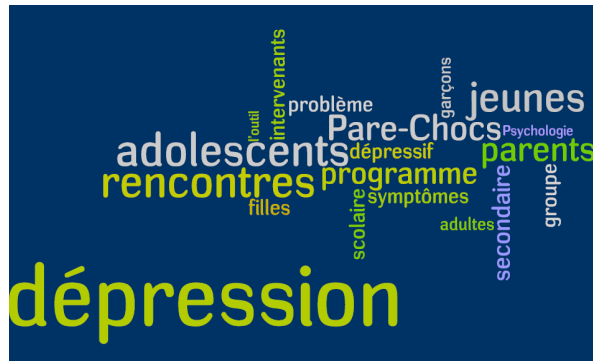 intervenants
garçons
problème
jeunes
l'outil
Pare-Chocs
Psychologie
adolescents
dépressif
parents
rencontres
programme
symptômes
secondaire
groupe
filles
scolaire
adultes
dépression